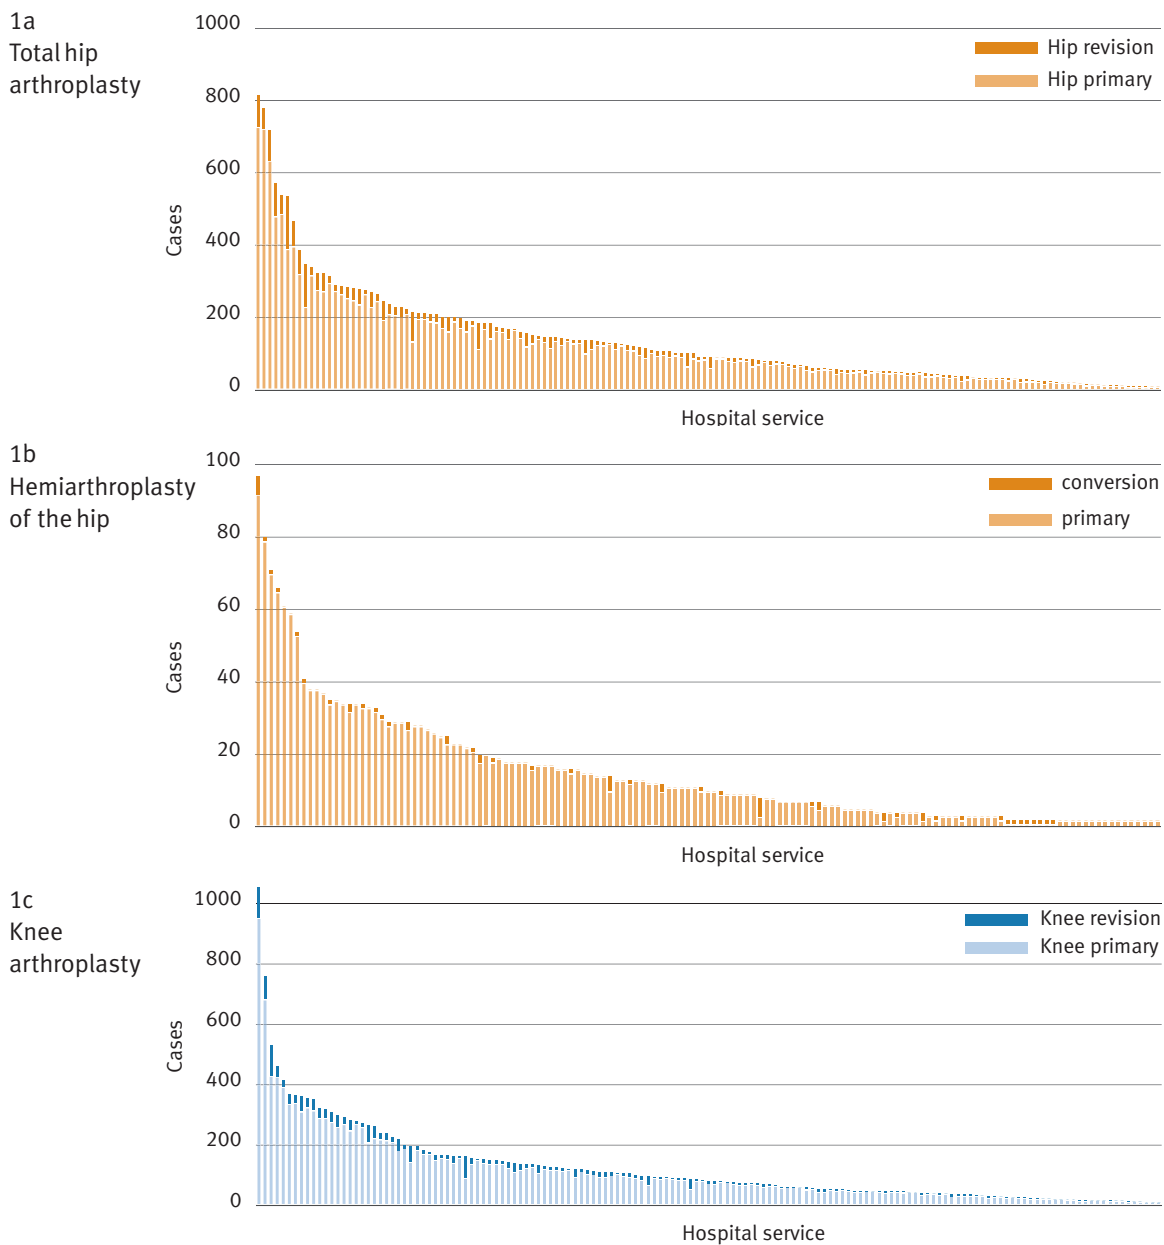 1a
Total hip
arthroplasty
1000
800
600
400
200
0
Cases
Hip revision
Hip primary
Hospital service
1b
Hemiarthroplasty
of the hip
100
80
60
40
20
0
Cases
conversion
primary
Hospital service
1c
Knee
arthroplasty
1000
800
600
400
200
0
Cases
Knee revision
Knee primary
Hospital service